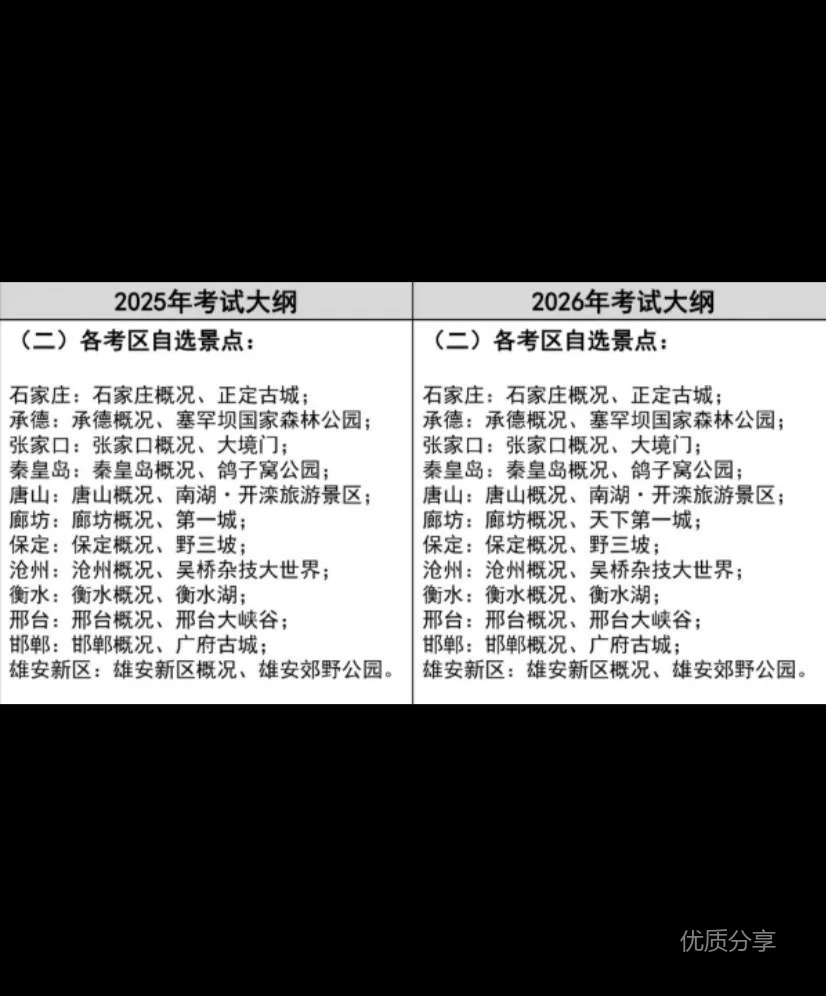 2025年考试大纲
（二）各考区自选景点：
石家庄：石家庄概况、正定古城；
承德：承德概况、塞罕坝国家森林公园；
张家口：张家口概况、大境门；
秦皇岛：秦皇岛概况、鸽子窝公园；
唐山：唐山概况、南湖·开滦旅游景区；
廊坊：廊坊概况、第一城；
保定：保定概况、野三坡；
沧州：沧州概况、吴桥杂技大世界；
衡水：衡水概况、衡水湖；
邢台：邢台概况、邢台大峡谷；
邯郸：邯郸概况、广府古城；
雄安新区：雄安新区概况、雄安郊野公园。
2026年考试大纲
（二）各考区自选景点：
石家庄：石家庄概况、正定古城；
承德：承德概况、塞罕坝国家森林公园；
张家口：张家口概况、大境门；
秦皇岛：秦皇岛概况、鸽子窝公园；
唐山：唐山概况、南湖·开滦旅游景区；
廊坊：廊坊概况、天下第一城；
保定：保定概况、野三坡；
沧州：沧州概况、吴桥杂技大世界；
衡水：衡水概况、衡水湖；
邢台：邢台概况、邢台大峡谷；
邯郸：邯郸概况、广府古城；
雄安新区：雄安新区概况、雄安郊野公园。
优质分享